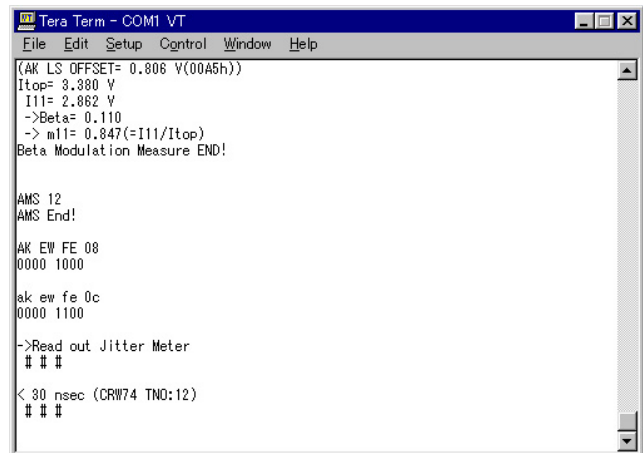 Tera Term - COM1 VT
File Edit Setup Control Window Help
(AK LS OFFSET= 0.806 V(00A5h))
Itop= 3.380 V
I11= 2.862 V
->Beta= 0.110
-> m11= 0.847(=I11/Itop)
Beta Modulation Measure END!
AMS 12
AMS End!
AK EW FE 08
0000 1000
ak ew fe 0c
0000 1100
->Read out Jitter Meter
# # #
< 30 nsec (CRW74 TNO:12)
# # #